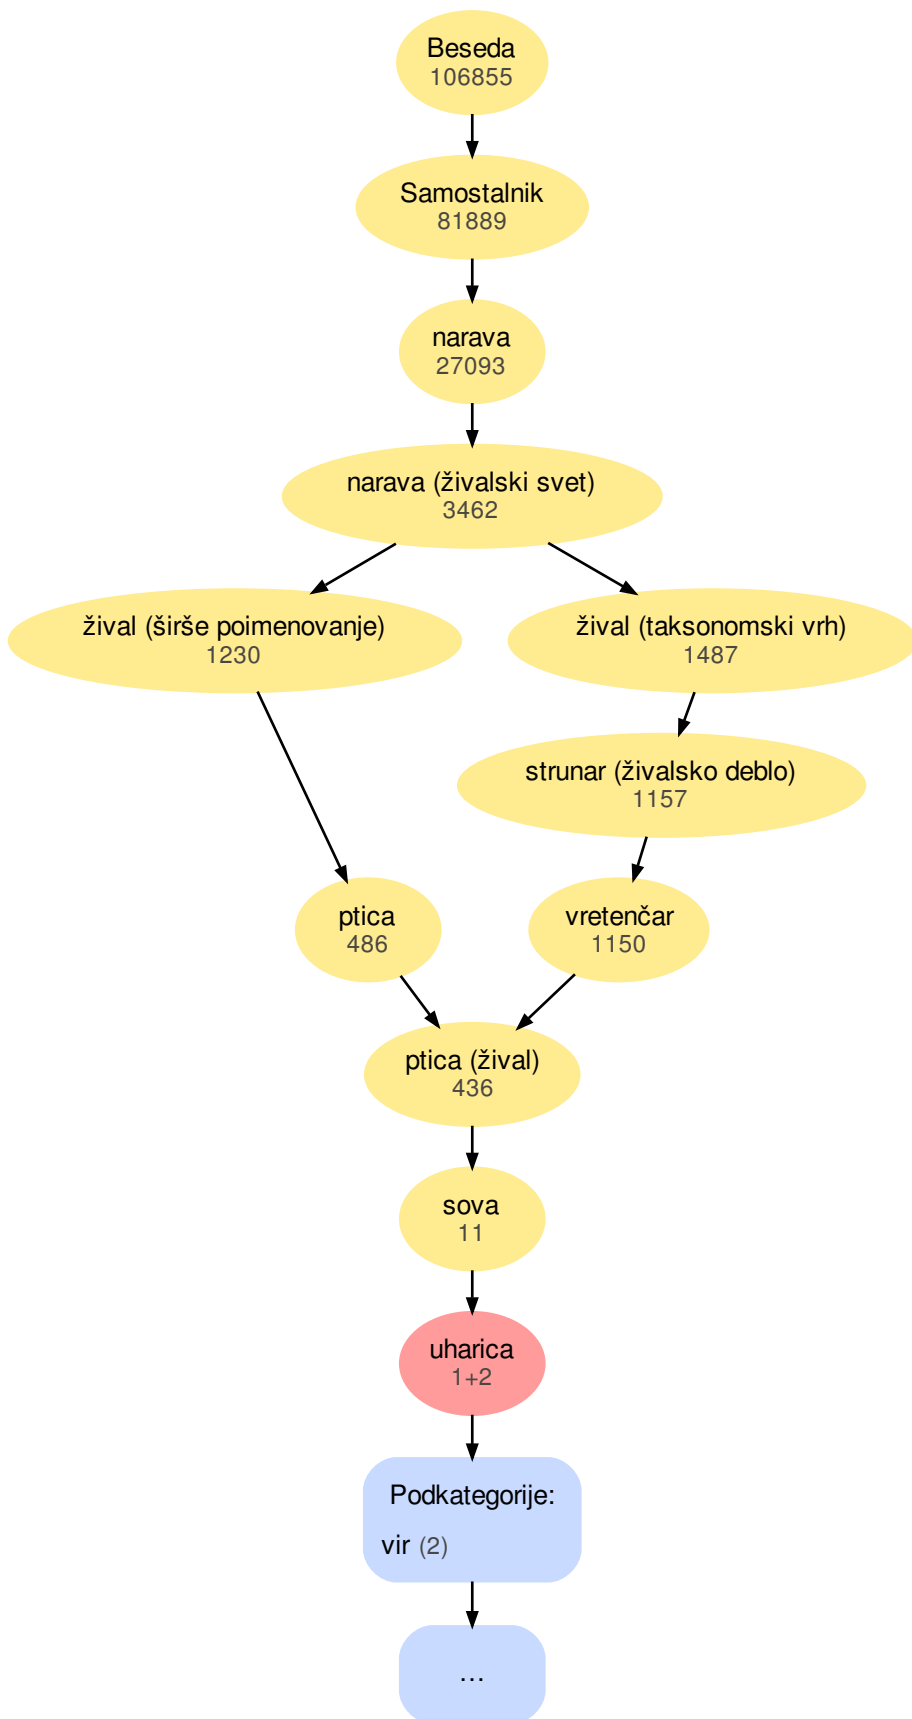 Beseda
106855
Samostalnik
81889
narava
27093
narava (živalski svet)
3462
žival (širše poimenovanje)
1230
žival (taksonomski vrh)
1487
strunar (živalsko deblo)
1157
ptica
486
vretenčar
1150
ptica (žival)
436
sova
11
uharica
1+2
Podkategorije:
vir (2)
...